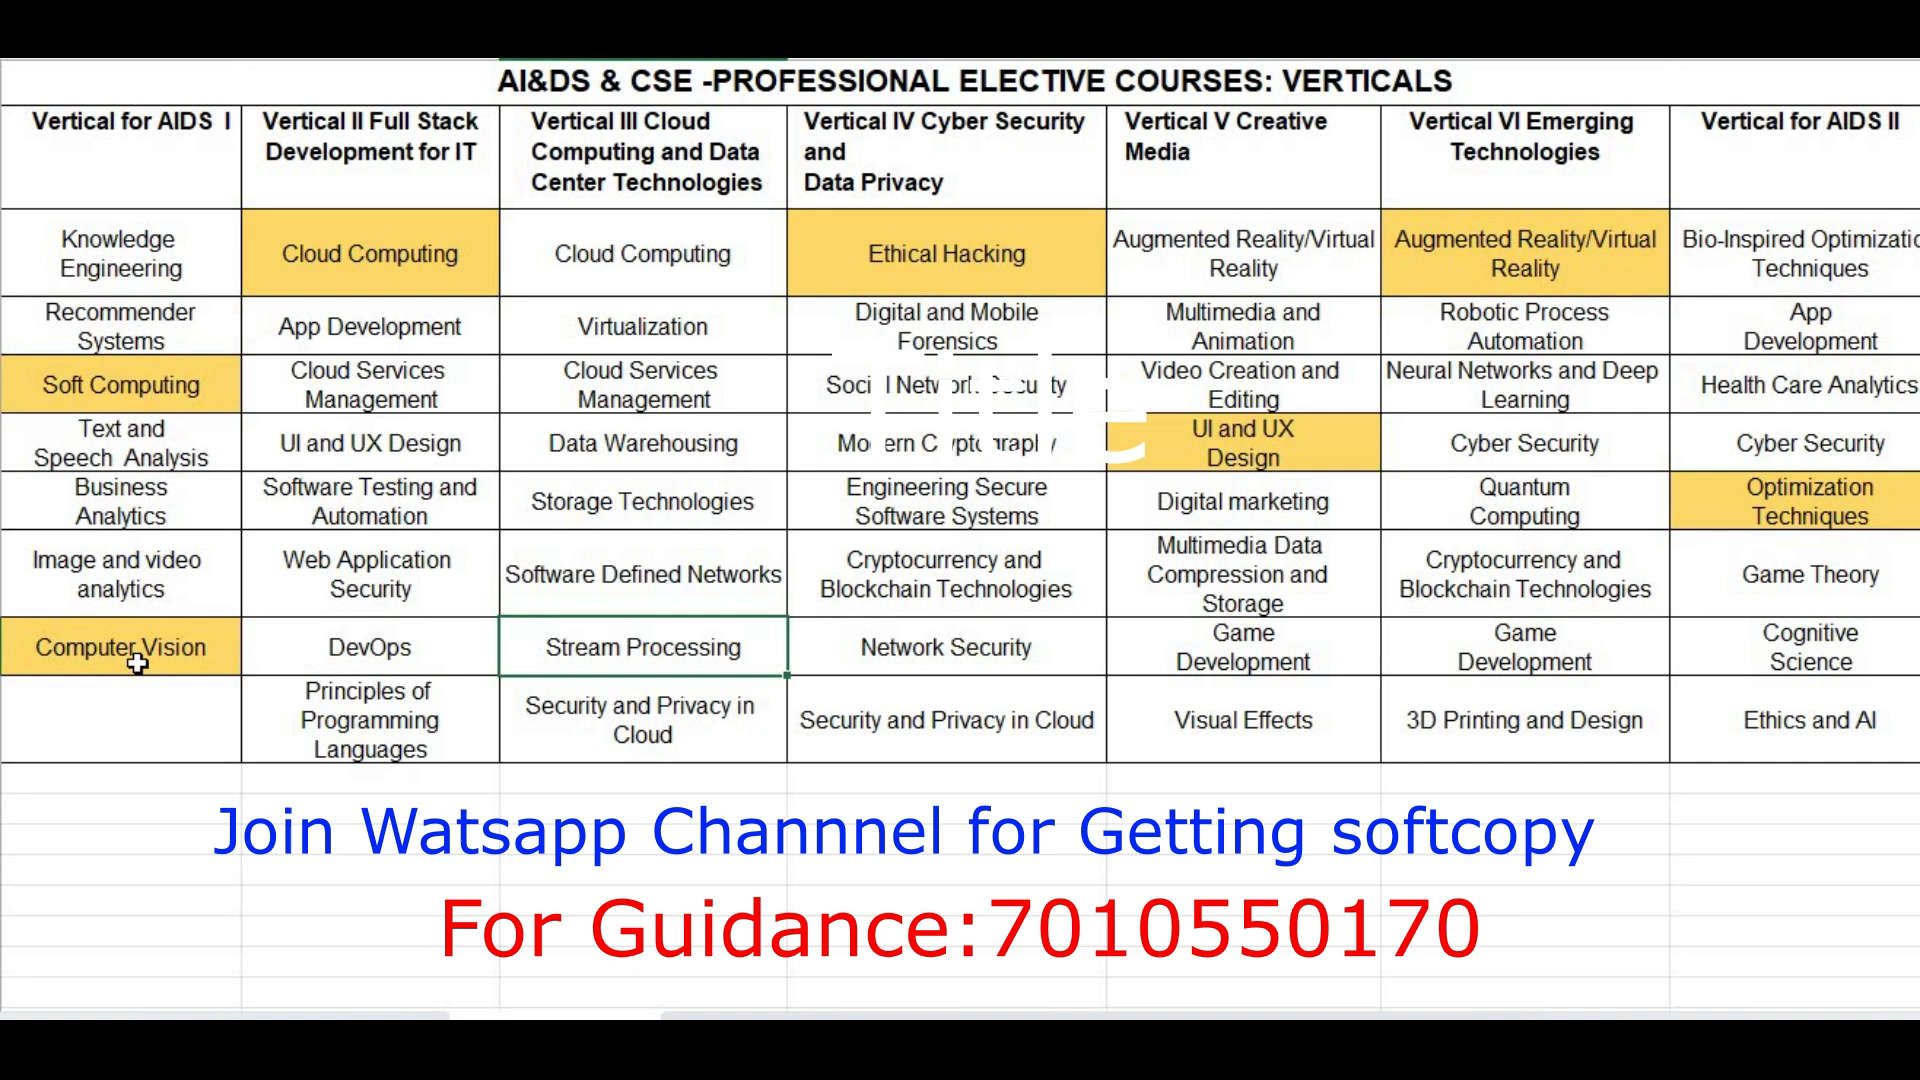 AI&DS & CSE -PROFESSIONAL ELECTIVE COURSES: VERTICALS
Vertical for AIDS I
Vertical II Full Stack
Development for IT
Vertical III Cloud
Computing and Data
Center Technologies
Vertical IV Cyber Security
and
Data Privacy
Vertical V Creative
Media
Vertical VI Emerging
Technologies
Vertical for AIDS II
Knowledge
Engineering
Cloud Computing
Cloud Computing
Ethical Hacking
Augmented Reality/Virtual
Reality
Augmented Reality/Virtual
Reality
Bio-Inspired
Techniques
Recommender
Systems
App Development
Virtualization
Digital and Mobile
Forensics
Multimedia and
Animation
Robotic Process
Automation
App
Development
Soft Computing
Cloud Services
Management
Cloud Services
Management
Social Network Security
Video Creation and
Editing
Neural Networks and Deep
Learning
Health Care Analytics
Text and
Speech Analysis
UI and UX Design
Data Warehousing
Modern Cryptography
UI and UX
Design
Cyber Security
Cyber Security
Business
Analytics
Software Testing and
Automation
Storage Technologies
Engineering Secure
Software Systems
Digital marketing
Quantum
Computing
Optimization
Techniques
Image and video
analytics
Web Application
Security
Software Defined Networks
Cryptocurrency and
Blockchain Technologies
Multimedia Data
Compression and
Storage
Cryptocurrency and
Blockchain Technologies
Game Theory
Computer Vision
DevOps
Stream Processing
Network Security
Game
Development
Game
Development
Cognitive
Science
Principles of
Programming
Languages
Security and Privacy in
Cloud
Security and Privacy in Cloud
Visual Effects
3D Printing and Design
Ethics and AI
Join Watsapp Channnel for Getting softcopy
For Guidance:7010550170